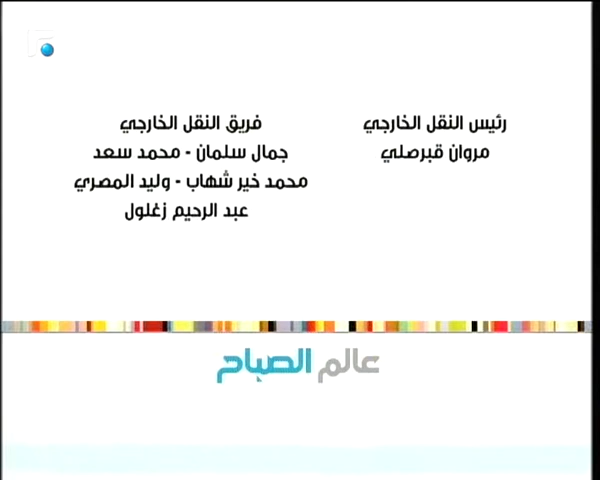 رئيس النقل الخارجي
مروان قبرصلي
فريق النقل الخارجي
جمال سلمان - محمد سعد
محمد خير شهاب - وليد المصري
عبد الرحيم زغلول
عالم الصباح